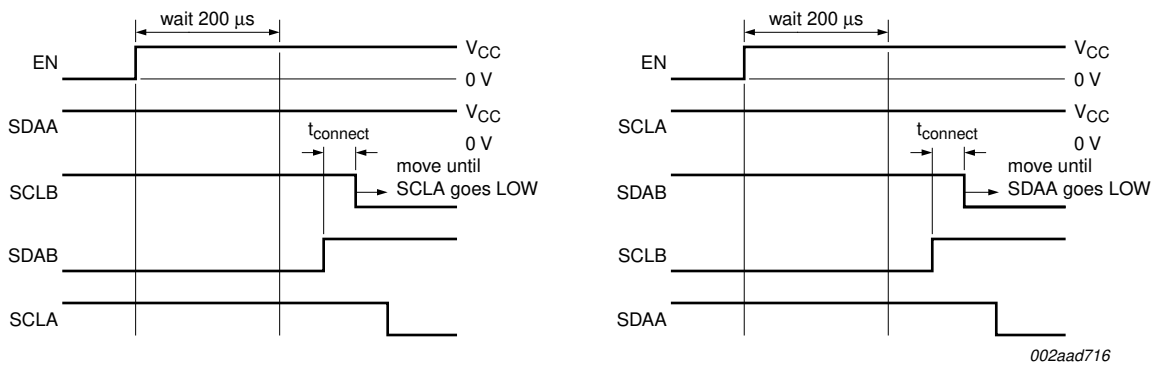 wait 200 μs
EN
VCC
0 V
SDAA
VCC
0 V
tconnect
move until
SCLA goes LOW
SCLB
SDAB
SCLA
wait 200 μs
EN
VCC
0 V
SCLA
VCC
0 V
tconnect
move until
SDAA goes LOW
SDAB
SCLB
SDAA
002aad716